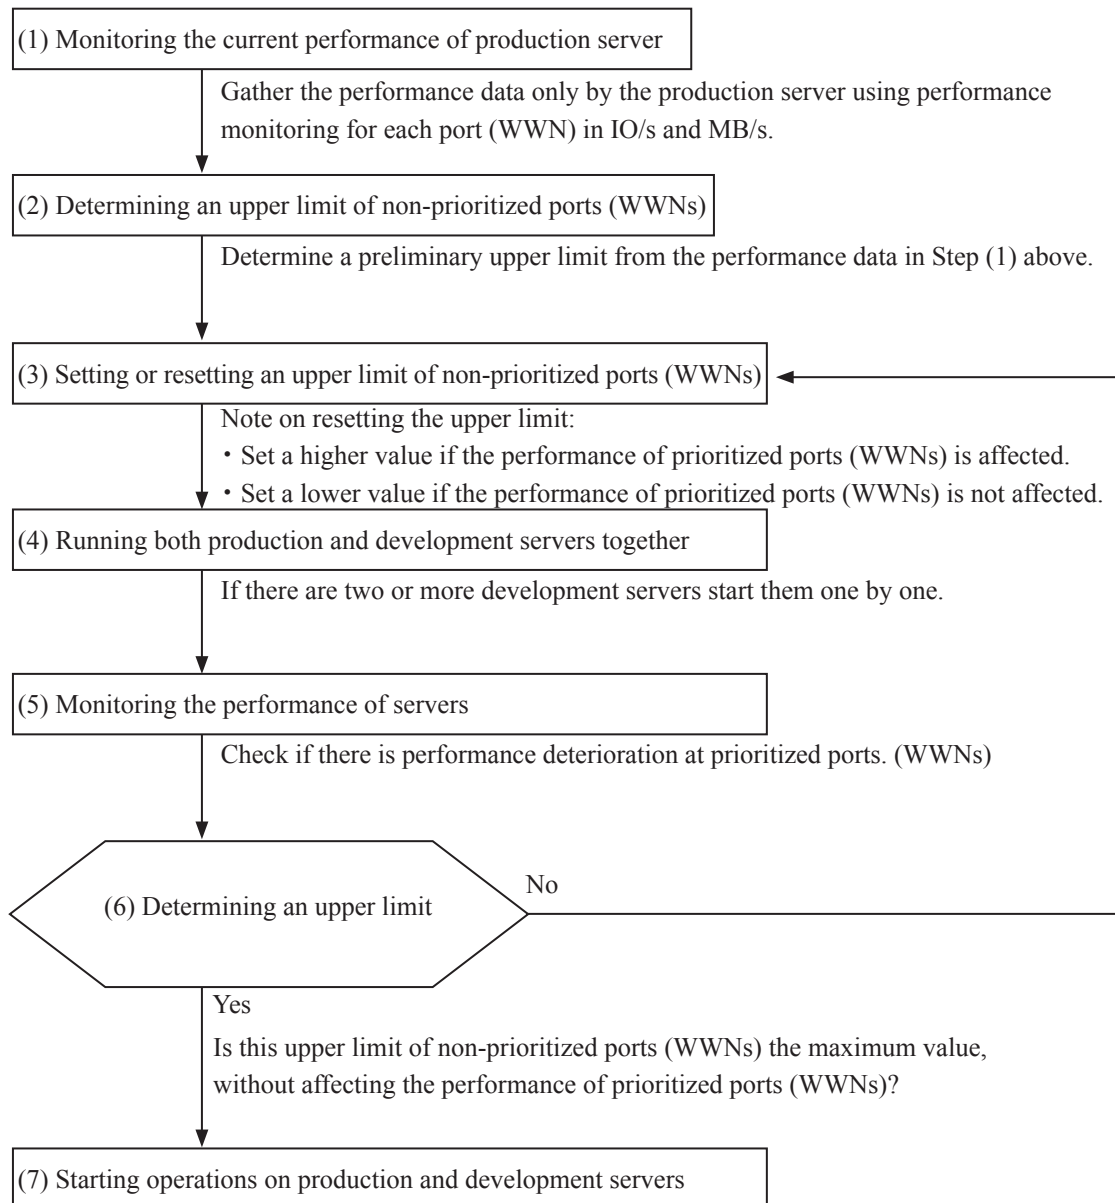 (1) Monitoring the current performance of production server
Gather the performance data only by the production server using performance
monitoring for each port (WWN) in IO/s and MB/s.
(2) Determining an upper limit of non-prioritized ports (WWNs)
Determine a preliminary upper limit from the performance data in Step (1) above.
(3) Setting or resetting an upper limit of non-prioritized ports (WWNs)
Note on resetting the upper limit:
・Set a higher value if the performance of prioritized ports (WWNs) is affected.
・Set a lower value if the performance of prioritized ports (WWNs) is not affected.
(4) Running both production and development servers together
If there are two or more development servers start them one by one.
(5) Monitoring the performance of servers
Check if there is performance deterioration at prioritized ports. (WWNs)
(6) Determining an upper limit
No
Yes
Is this upper limit of non-prioritized ports (WWNs) the maximum value,
without affecting the performance of prioritized ports (WWNs)?
(7) Starting operations on production and development servers